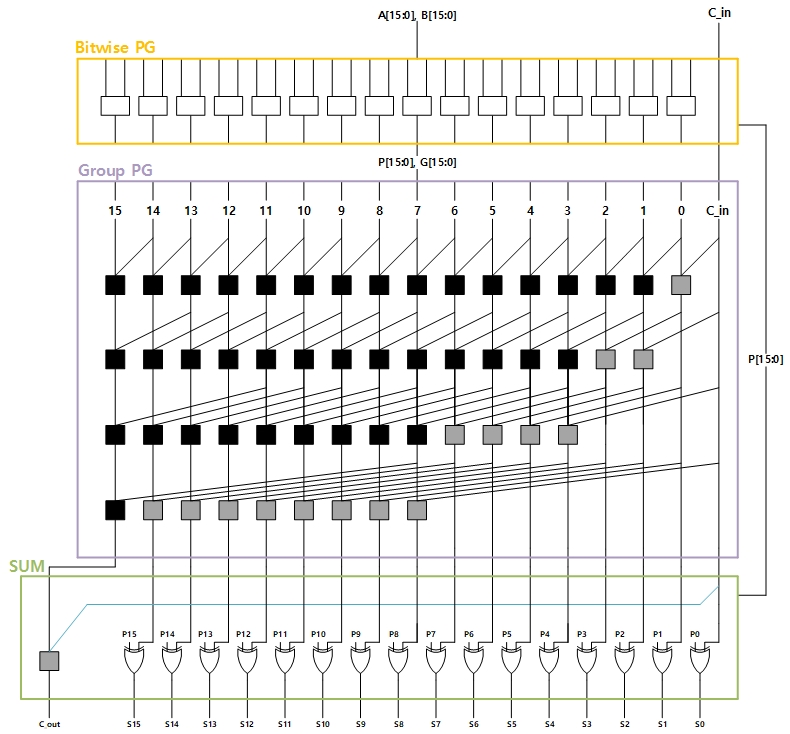 A[15:0], B[15:0]
C_in
Bitwise PG
P[15:0], G[15:0]
Group PG
15 14 13 12 11 10 9 8 7 6 5 4 3 2 1 0 C_in
P[15:0]
SUM
P15 P14 P13 P12 P11 P10 P9 P8 P7 P6 P5 P4 P3 P2 P1 P0
C_out S15 S14 S13 S12 S11 S10 S9 S8 S7 S6 S5 S4 S3 S2 S1 S0